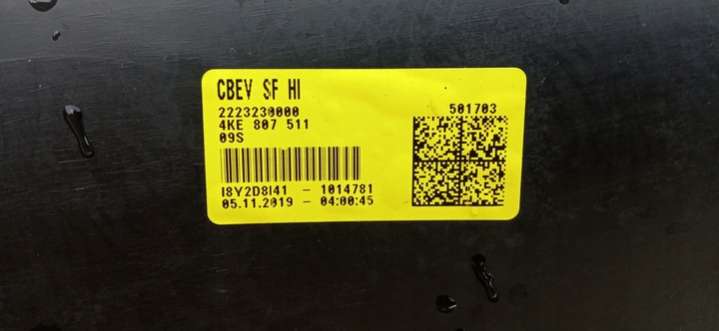 CBEV SF HI
2223230000
501703
4KE 807 511
09S
I8Y2D8I41 - 1014781
05.11.2019 - 04:00:45